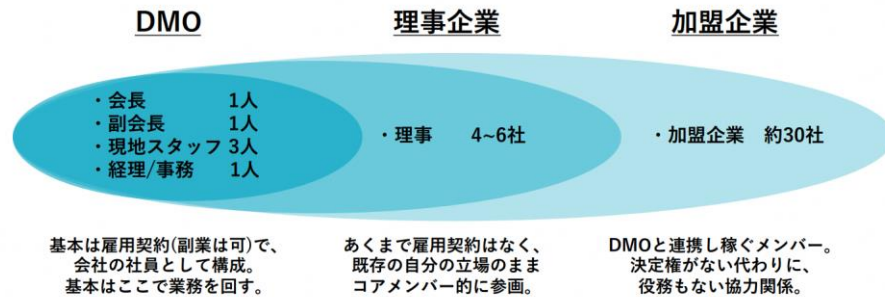 DMO
理事企業
加盟企業
・会長 1人
・副会長 1人
・現地スタッフ 3人
・経理/事務 1人
・理事 4~6社
・加盟企業 約30社
基本は雇用契約(副業は可)で、
会社の社員として構成。
基本はここで業務を回す。
あくまで雇用契約はなく、
既存の自分の立場のまま
コアメンバー的に参画。
DMOと連携し稼ぐメンバー。
決定権がない代わりに、
役務もない協力関係。